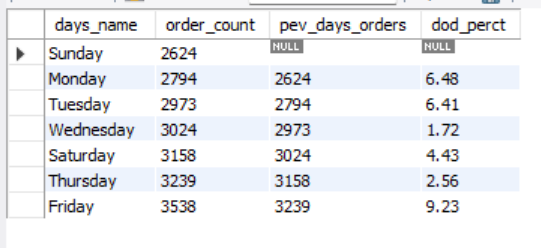 days_name order_count pev_days_orders dod_perct
Sunday 2624 NULL NULL
Monday 2794 2624 6.48
Tuesday 2973 2794 6.41
Wednesday 3024 2973 1.72
Saturday 3158 3024 4.43
Thursday 3239 3158 2.56
Friday 3538 3239 9.23